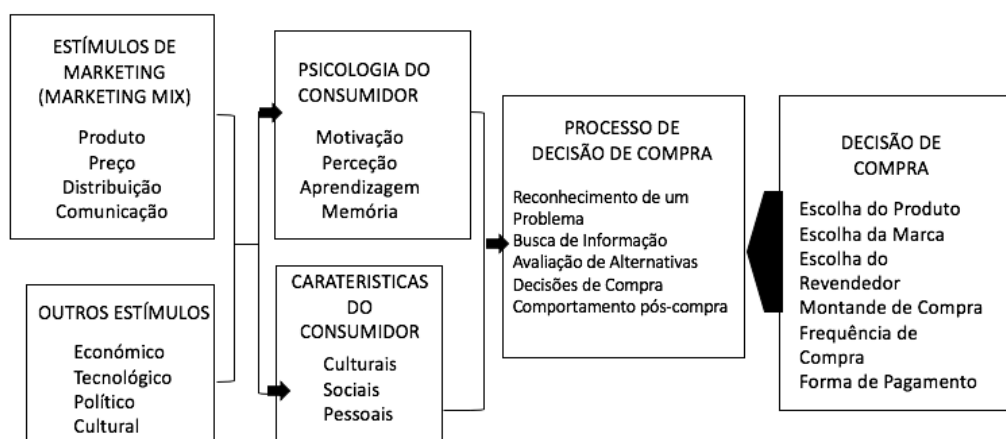 ESTÍMULOS DE
MARKETING
(MARKETING MIX)
Produto
Preço
Distribuição
Comunicação
OUTROS ESTÍMULOS
Económico
Tecnológico
Político
Cultural
PSICOLOGIA DO
CONSUMIDOR
Motivação
Perceção
Aprendizagem
Memória
CARATERISTICAS
DO
CONSUMIDOR
Culturais
Sociais
Pessoais
PROCESSO DE
DECISÃO DE COMPRA
Reconhecimento de um
Problema
Busca de Informação
Avaliação de Alternativas
Decisões de Compra
Comportamento pós-compra
DECISÃO DE
COMPRA
Escolha do Produto
Escolha da Marca
Escolha do
Revendedor
Montande de Compra
Frequência de
Compra
Forma de Pagamento